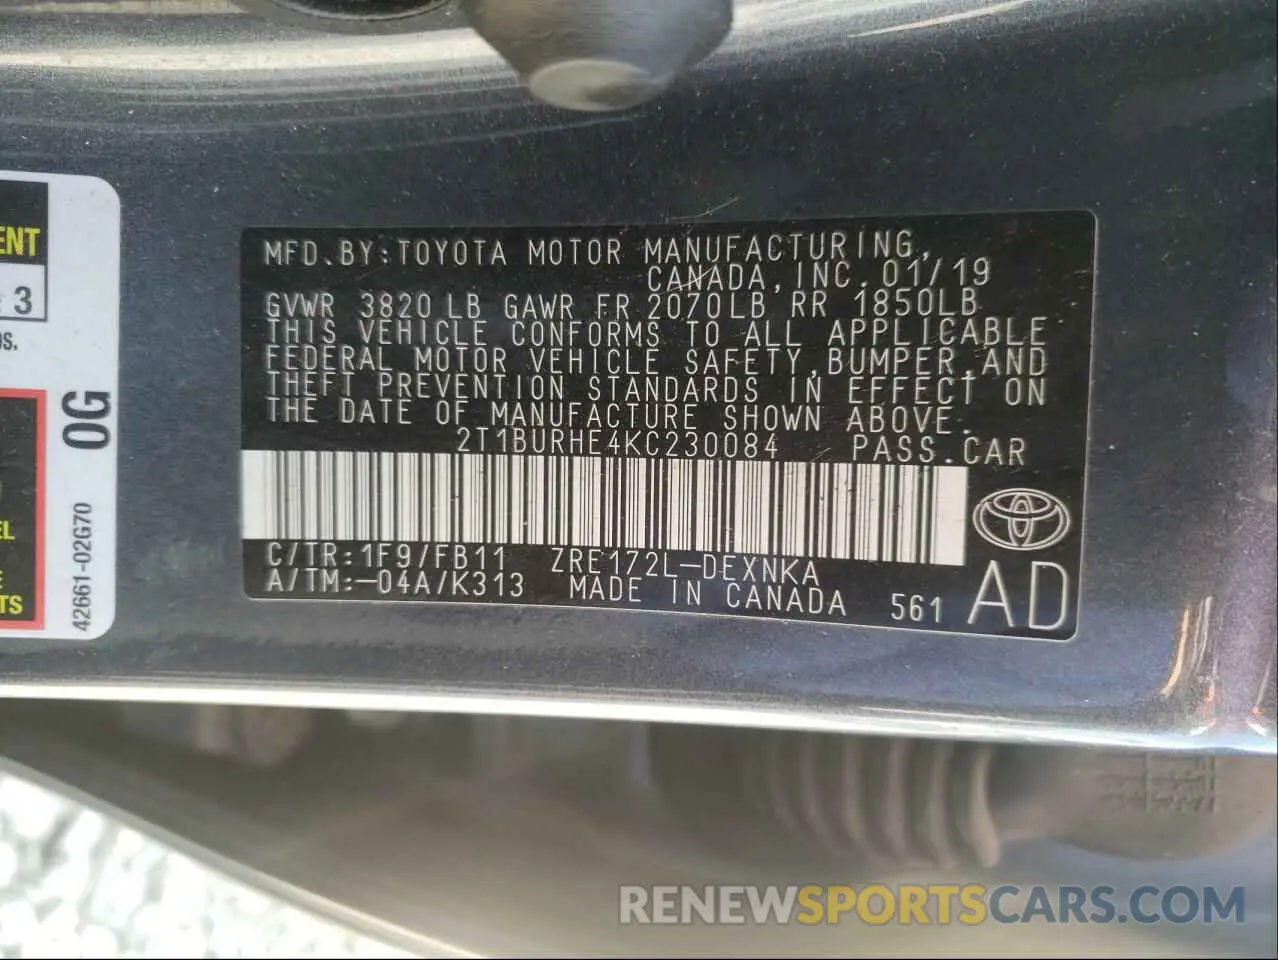 ENT
3
OS.
EL
E
TS
0G
42661-02G70
MFD.BY:TOYOTA MOTOR MANUFACTURING,
CANADA, INC. 01/19
GVWR 3820 LB GAWR FR 2070LB RR 1850LB
THIS VEHICLE CONFORMS TO ALL APPLICABLE
FEDERAL MOTOR VEHICLE SAFETY,BUMPER,AND
THEFT PREVENTION STANDARDS IN EFFECT ON
THE DATE OF MANUFACTURE SHOWN ABOVE.
2T1BURHE4KC230084 PASS.CAR
C/TR:1F9/FB11 ZRE172L-DEXNKA
A/TM:-04A/K313 MADE IN CANADA 561 AD
RENEWSPORTSCARS.COM